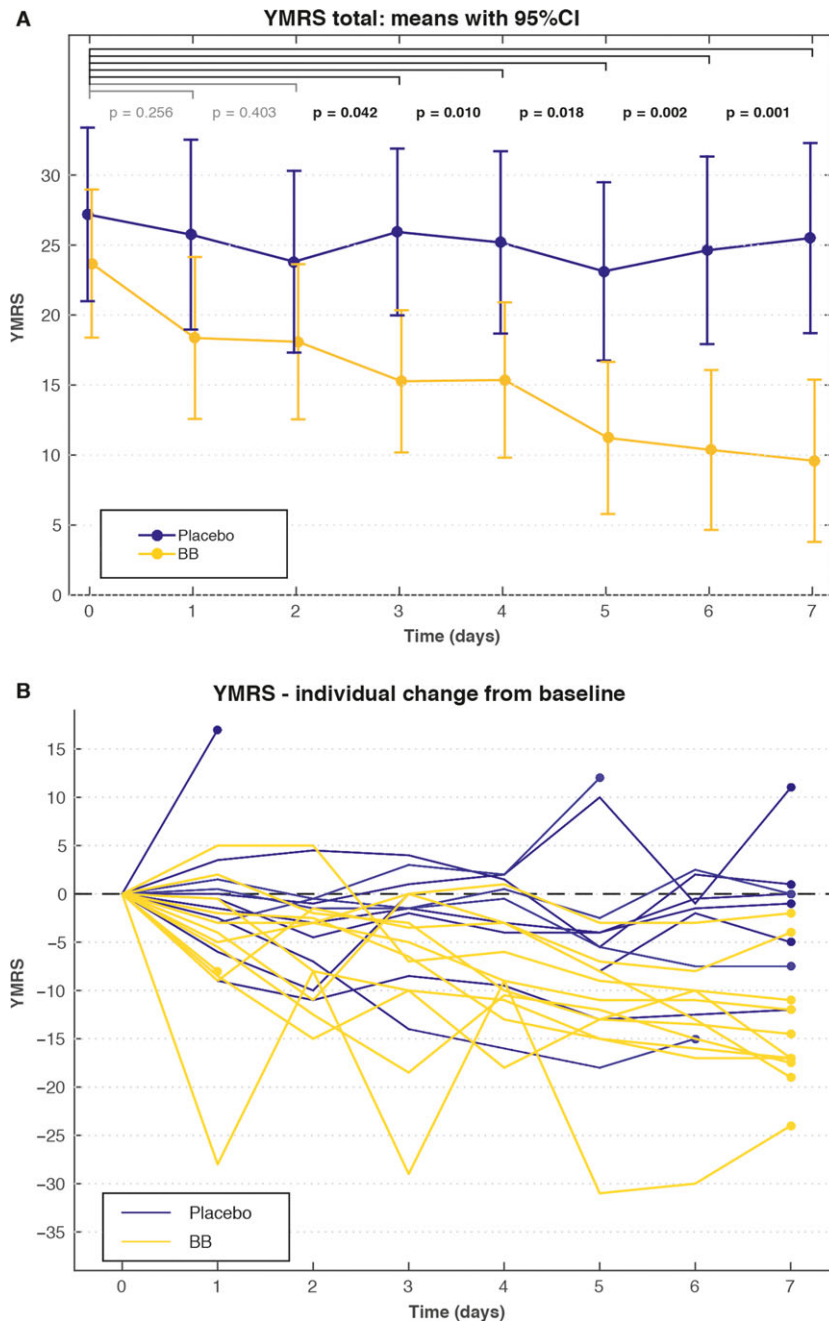 A
YMRS total: means with 95%CI
p = 0.256 p = 0.403 p = 0.042 p = 0.010 p = 0.018 p = 0.002 p = 0.001
30
25
20
15
10
5
0
YMRS
Placebo
BB
0 1 2 3 4 5 6 7
Time (days)
B
YMRS - individual change from baseline
15
10
5
0
−5
−10
−15
−20
−25
−30
−35
YMRS
Placebo
BB
0 1 2 3 4 5 6 7
Time (days)